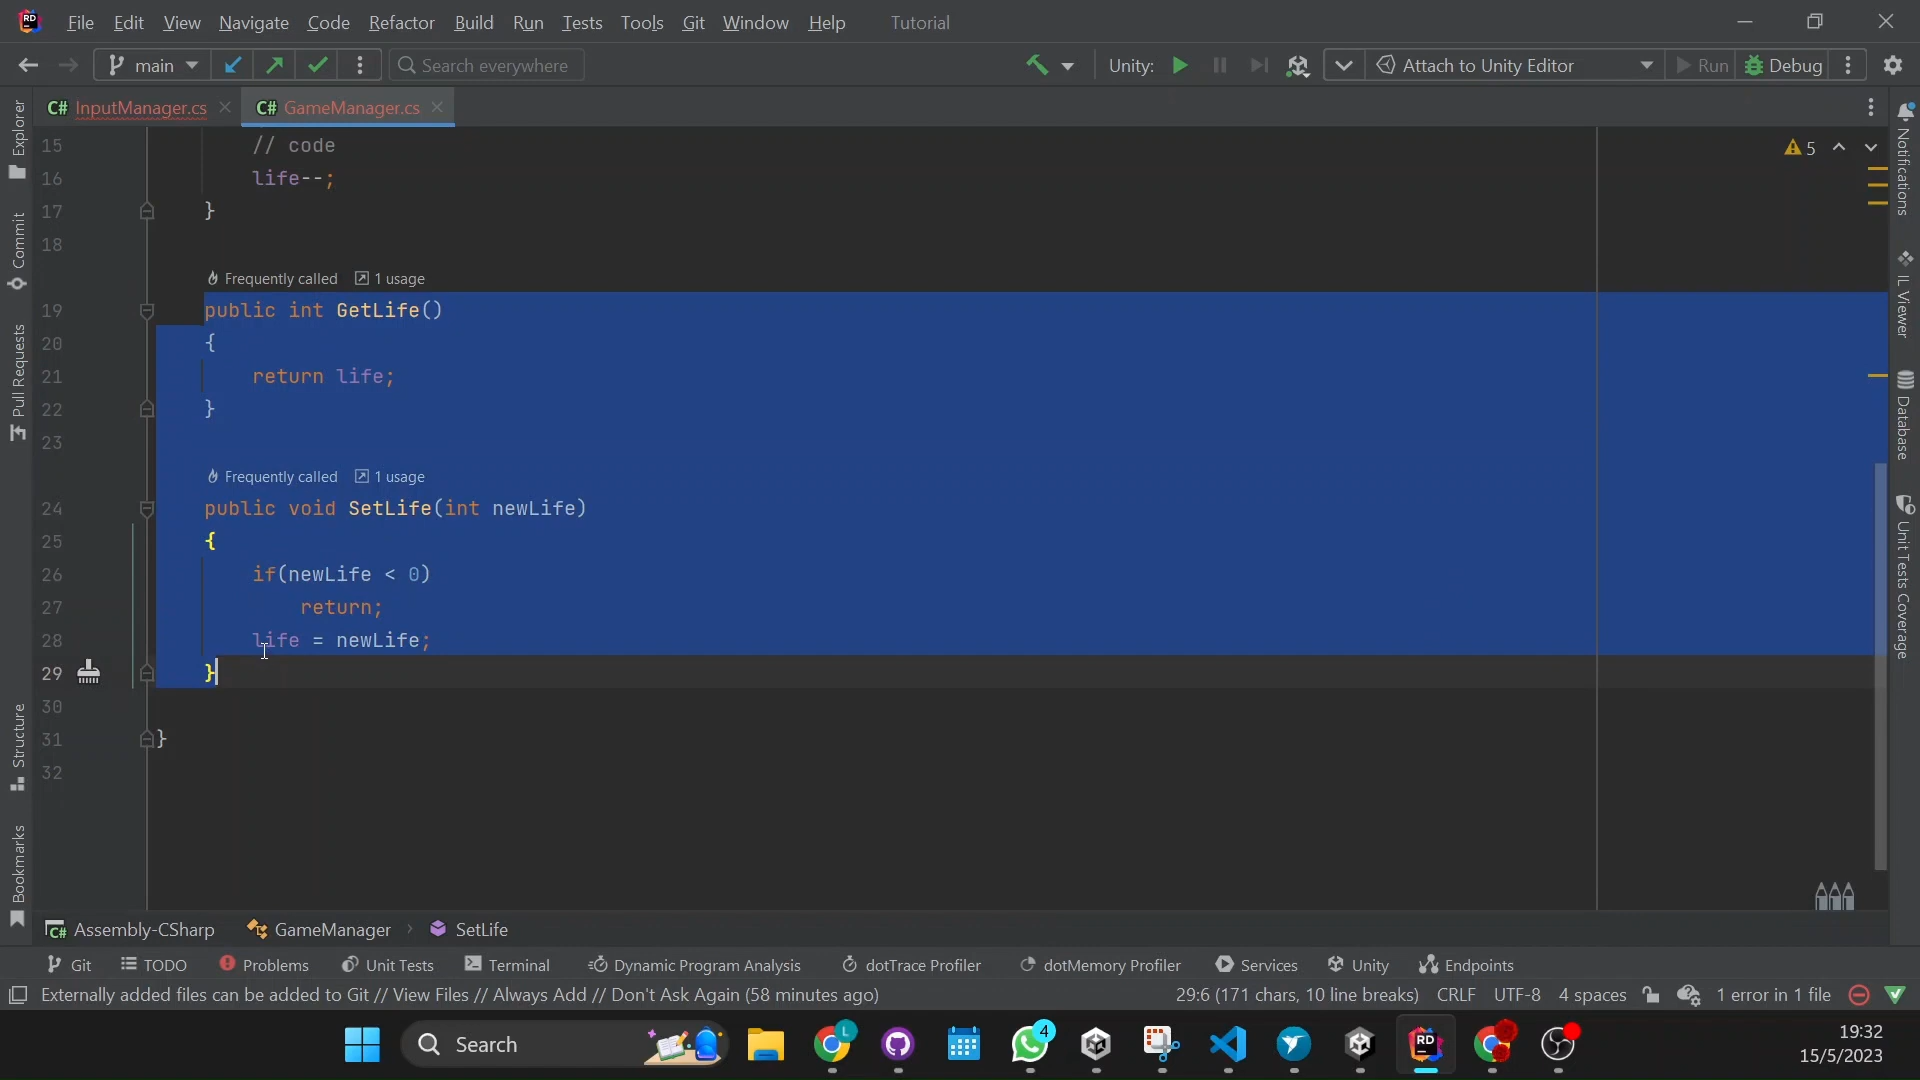 File Edit View Navigate Code Refactor Build Run Tests Tools Git Window Help Tutorial
main Search everywhere Unity: Attach to Unity Editor Run Debug
C# InputManager.cs C# GameManager.cs
15 // code 5
16 life--;
17 }
18
Frequently called 1 usage
19 public int GetLife()
20 {
21 return life;
22 }
23
Frequently called 1 usage
24 public void SetLife(int newLife)
25 {
26 if(newLife < 0)
27 return;
28 life = newLife;
29 }
30
31 }
32
Explorer
Commit
Pull Requests
Structure
Bookmarks
Notifications
IL Viewer
Database
Unit Tests Coverage
C# Assembly-CSharp GameManager › SetLife
Git TODO Problems Unit Tests Terminal Dynamic Program Analysis dotTrace Profiler dotMemory Profiler Services Unity Endpoints
Externally added files can be added to Git // View Files // Always Add // Don't Ask Again (58 minutes ago) 29:6 (171 chars, 10 line breaks) CRLF UTF-8 4 spaces 1 error in 1 file
Search L 4 RD 19:32
15/5/2023